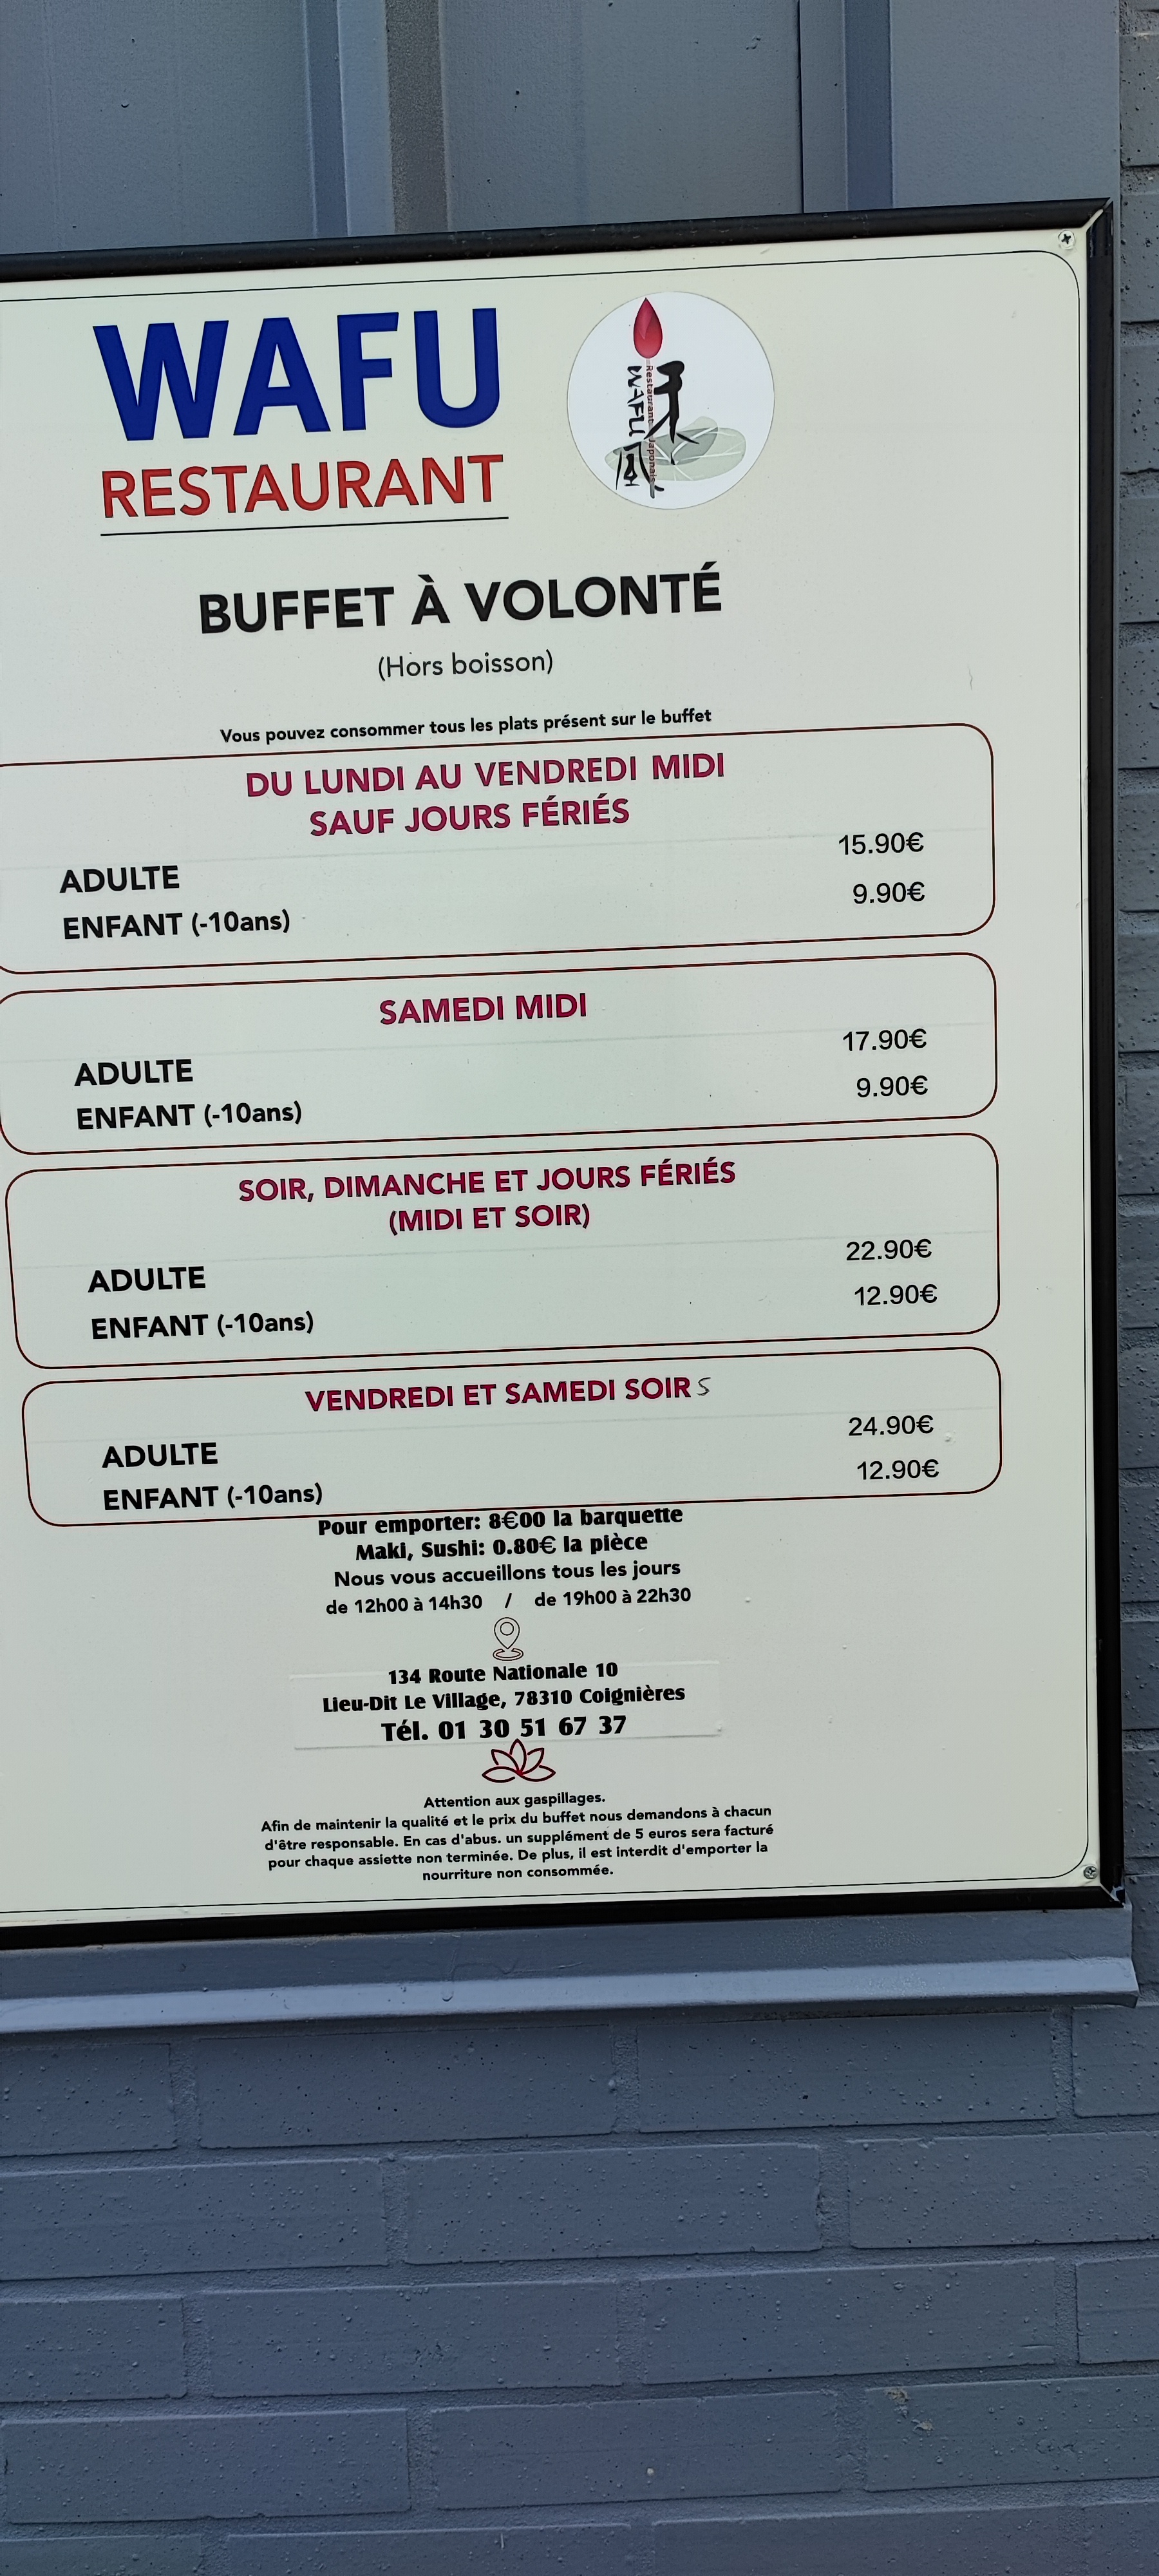 WAFU
RESTAURANT
Restaurant Japonais
WAFU
和
風
BUFFET À VOLONTÉ
(Hors boisson)
Vous pouvez consommer tous les plats présent sur le buffet
DU LUNDI AU VENDREDI MIDI
SAUF JOURS FÉRIÉS
ADULTE 15.90€
ENFANT (-10ans) 9.90€
SAMEDI MIDI
ADULTE 17.90€
ENFANT (-10ans) 9.90€
SOIR, DIMANCHE ET JOURS FÉRIÉS
(MIDI ET SOIR)
ADULTE 22.90€
ENFANT (-10ans) 12.90€
VENDREDI ET SAMEDI SOIR S
ADULTE 24.90€
ENFANT (-10ans) 12.90€
Pour emporter: 8€00 la barquette
Maki, Sushi: 0.80€ la pièce
Nous vous accueillons tous les jours
de 12h00 à 14h30 / de 19h00 à 22h30
134 Route Nationale 10
Lieu-Dit Le Village, 78310 Coignières
Tél. 01 30 51 67 37
Attention aux gaspillages.
Afin de maintenir la qualité et le prix du buffet nous demandons à chacun
d'être responsable. En cas d'abus. un supplément de 5 euros sera facturé
pour chaque assiette non terminée. De plus, il est interdit d'emporter la
nourriture non consommée.